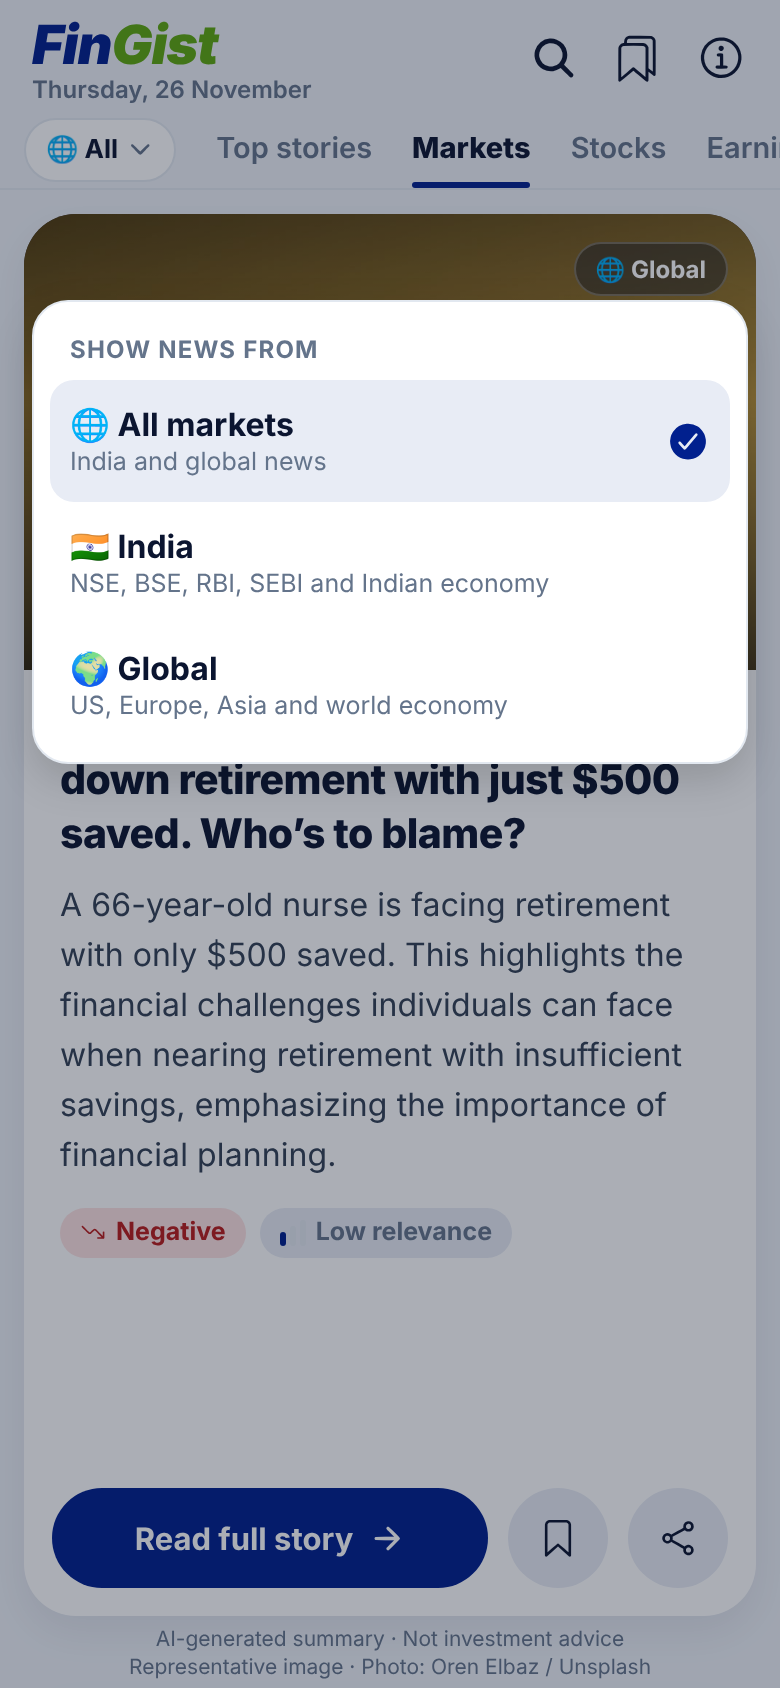 FinGist
Thursday, 26 November
All
Top stories
Markets
Stocks
Earni
Global
SHOW NEWS FROM
All markets
India and global news
India
NSE, BSE, RBI, SEBI and Indian economy
Global
US, Europe, Asia and world economy
down retirement with just $500
saved. Who’s to blame?
A 66-year-old nurse is facing retirement
with only $500 saved. This highlights the
financial challenges individuals can face
when nearing retirement with insufficient
savings, emphasizing the importance of
financial planning.
Negative
Low relevance
Read full story
AI-generated summary · Not investment advice
Representative image · Photo: Oren Elbaz / Unsplash